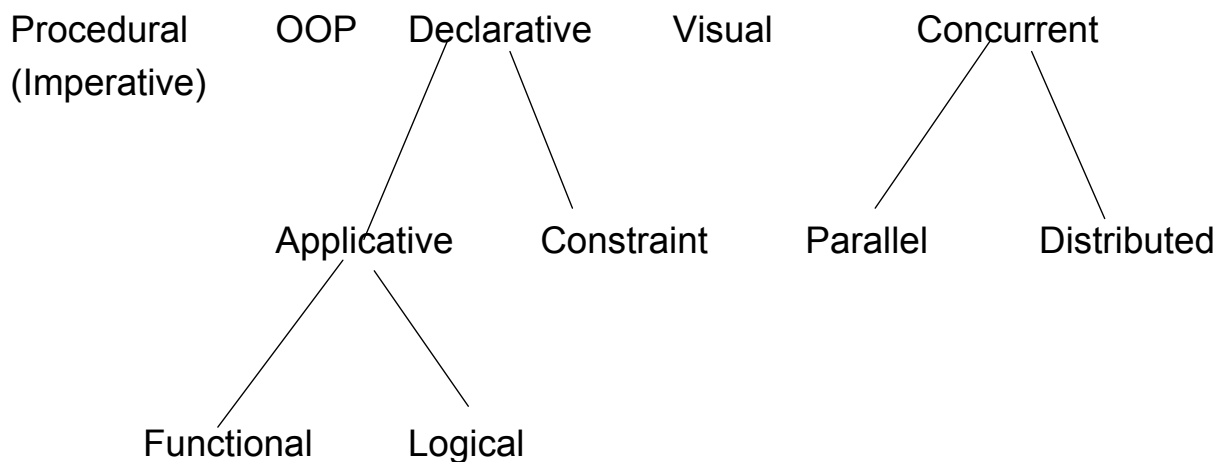 Procedural OOP Declarative Visual Concurrent
(Imperative)
Applicative Constraint Parallel Distributed
Functional Logical